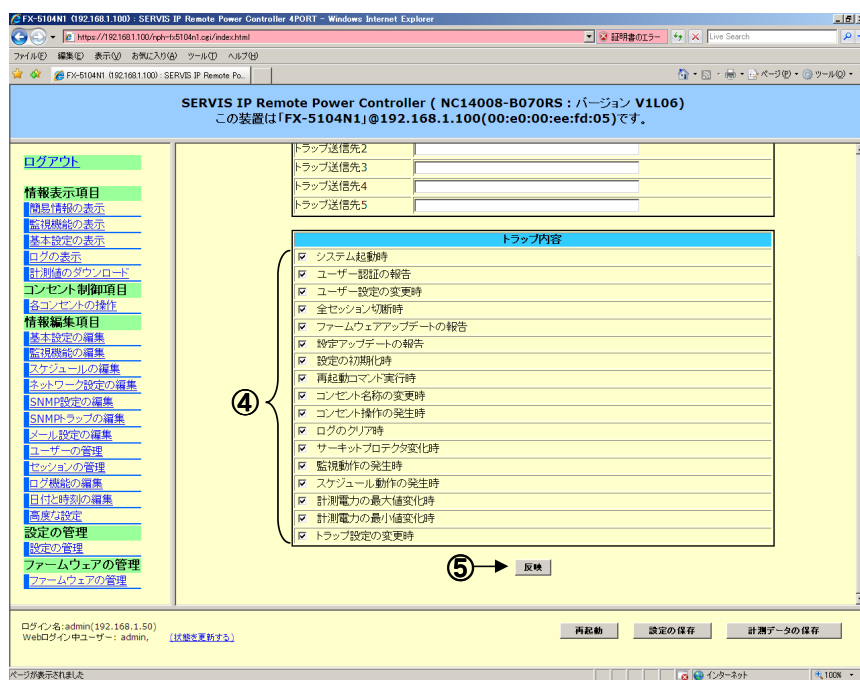 FX-5104N1 (192.168.1.100) : SERVIS IP Remote Power Controller 4PORT - Windows Internet Explorer
https://192.168.1.100/nph-fx5104n1.cgi/index.html
証明書のエラー
Live Search
ファイル(F) 編集(E) 表示(V) お気に入り(A) ツール(T) ヘルプ(H)
FX-5104N1 (192.168.1.100) : SERVIS IP Remote Po...
ページ(P)
ツール(O)
SERVIS IP Remote Power Controller ( NC14008-B070RS : バージョン V1L06)
この装置は「FX-5104N1」@192.168.1.100(00:e0:00:ee:fd:05)です。
ログアウト
情報表示項目
簡易情報の表示
監視機能の表示
基本設定の表示
ログの表示
計測値のダウンロード
コンセント制御項目
各コンセントの操作
情報編集項目
基本設定の編集
監視機能の編集
スケジュールの編集
ネットワーク設定の編集
SNMP設定の編集
SNMPトラップの編集
メール設定の編集
ユーザーの管理
セッションの管理
ログ機能の編集
日付と時刻の編集
高度な設定
設定の管理
設定の管理
ファームウェアの管理
ファームウェアの管理
トラップ送信先2
トラップ送信先3
トラップ送信先4
トラップ送信先5
トラップ内容
システム起動時
ユーザー認証の報告
ユーザー設定の変更時
全セッション切断時
ファームウェアアップデートの報告
設定アップデートの報告
設定の初期化時
再起動コマンド実行時
コンセント名称の変更時
コンセント操作の発生時
ログのクリア時
サーキットプロテクタ変化時
監視動作の発生時
スケジュール動作の発生時
計測電力の最大値変化時
計測電力の最小値変化時
トラップ設定の変更時
④
⑤
反映
ログイン名:admin(192.168.1.50)
Webログイン中ユーザー: admin, (状態を更新する)
再起動
設定の保存
計測データの保存
ページが表示されました
インターネット
100%